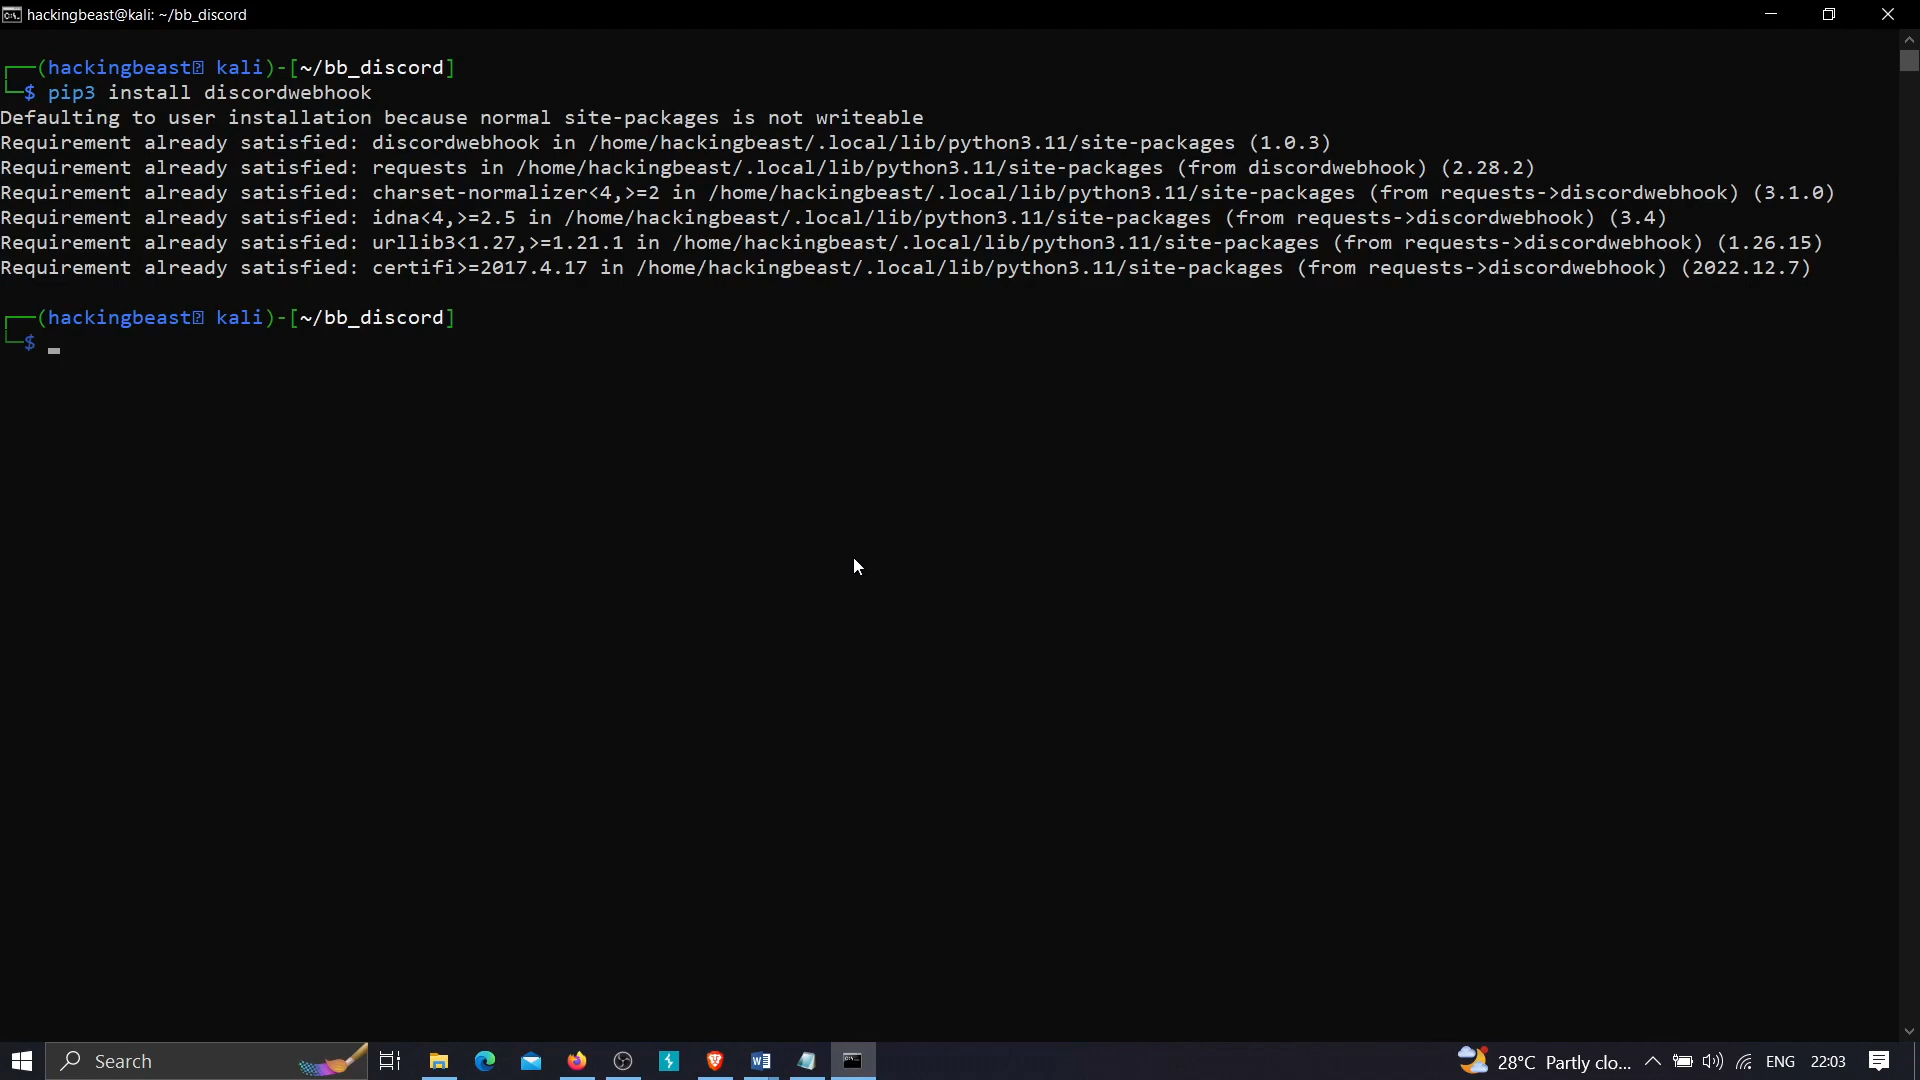 hackingbeast@kali: ~/bb_discord
┌──(hackingbeast⍰ kali)-[~/bb_discord]
└─$ pip3 install discordwebhook
Defaulting to user installation because normal site-packages is not writeable
Requirement already satisfied: discordwebhook in /home/hackingbeast/.local/lib/python3.11/site-packages (1.0.3)
Requirement already satisfied: requests in /home/hackingbeast/.local/lib/python3.11/site-packages (from discordwebhook) (2.28.2)
Requirement already satisfied: charset-normalizer<4,>=2 in /home/hackingbeast/.local/lib/python3.11/site-packages (from requests->discordwebhook) (3.1.0)
Requirement already satisfied: idna<4,>=2.5 in /home/hackingbeast/.local/lib/python3.11/site-packages (from requests->discordwebhook) (3.4)
Requirement already satisfied: urllib3<1.27,>=1.21.1 in /home/hackingbeast/.local/lib/python3.11/site-packages (from requests->discordwebhook) (1.26.15)
Requirement already satisfied: certifi>=2017.4.17 in /home/hackingbeast/.local/lib/python3.11/site-packages (from requests->discordwebhook) (2022.12.7)
┌──(hackingbeast⍰ kali)-[~/bb_discord]
└─$
Search 28°C Partly clo... ENG 22:03